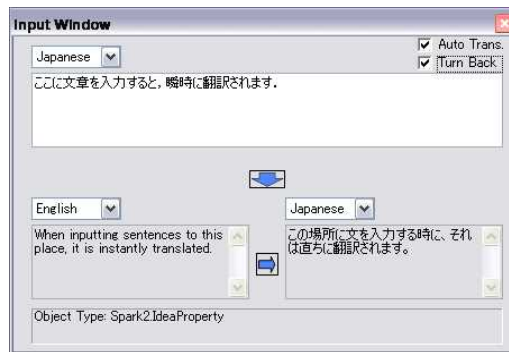 Input Window
Auto Trans.
Japanese
Turn Back
ここに文章を入力すると，瞬時に翻訳されます．
English
Japanese
When inputting sentences to this
place, it is instantly translated.
この場所に文を入力する時に、それ
は直ちに翻訳されます。
Object Type: Spark2.IdeaProperty